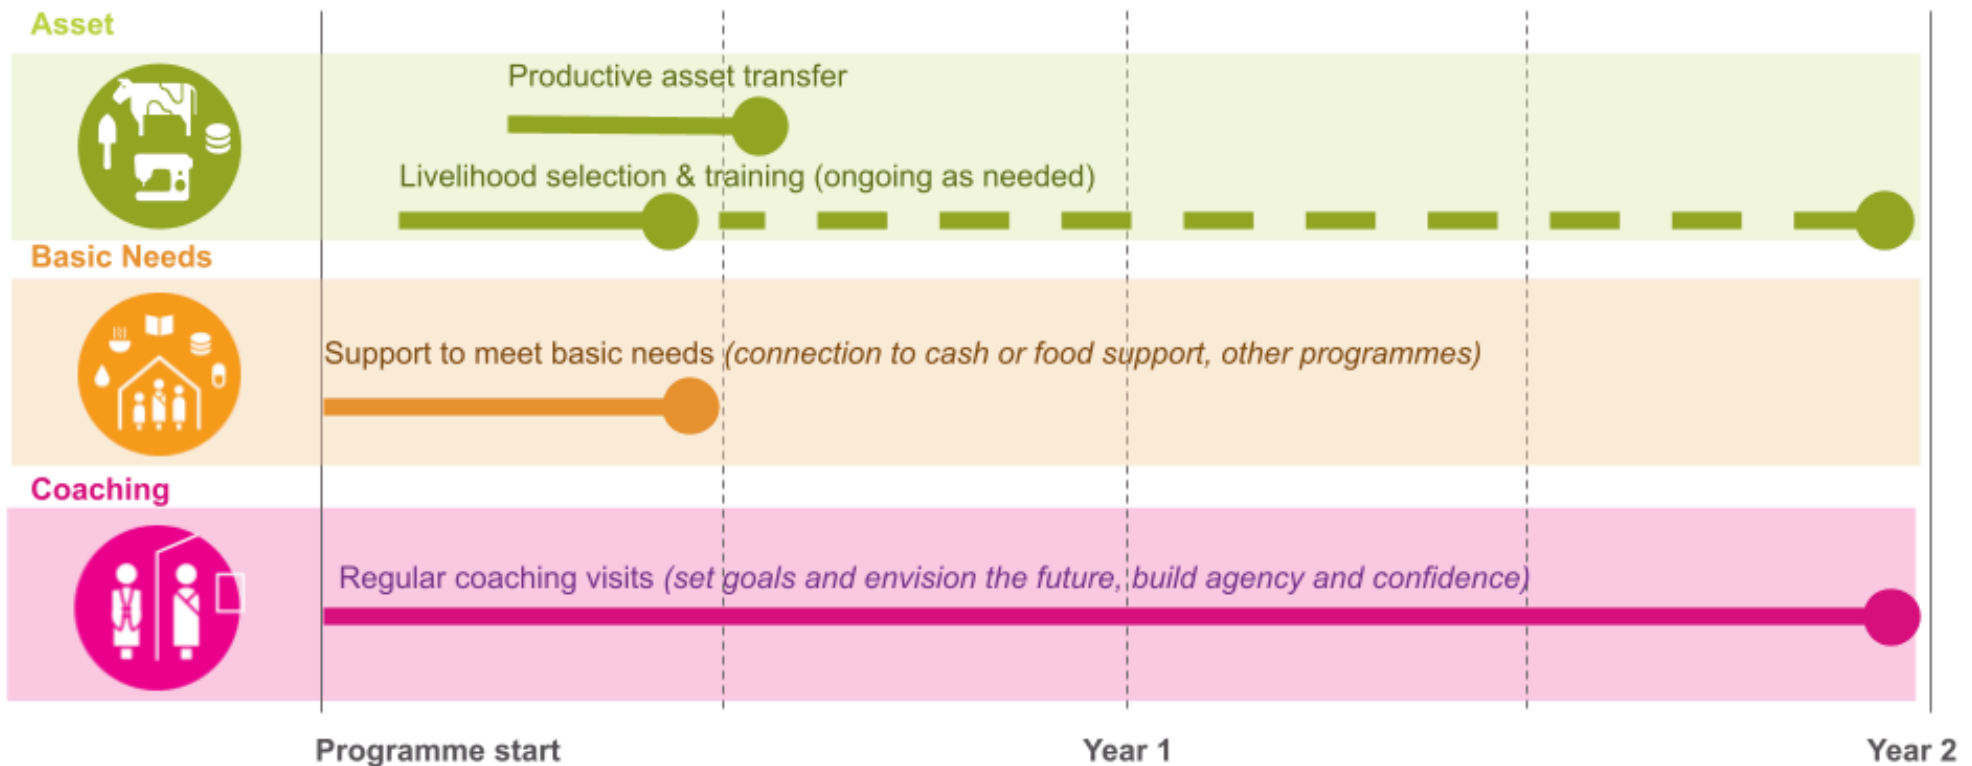 Asset
Productive asset transfer
Livelihood selection & training (ongoing as needed)
Basic Needs
Support to meet basic needs (connection to cash or food support, other programmes)
Coaching
Regular coaching visits (set goals and envision the future, build agency and confidence)
Programme start
Year 1
Year 2